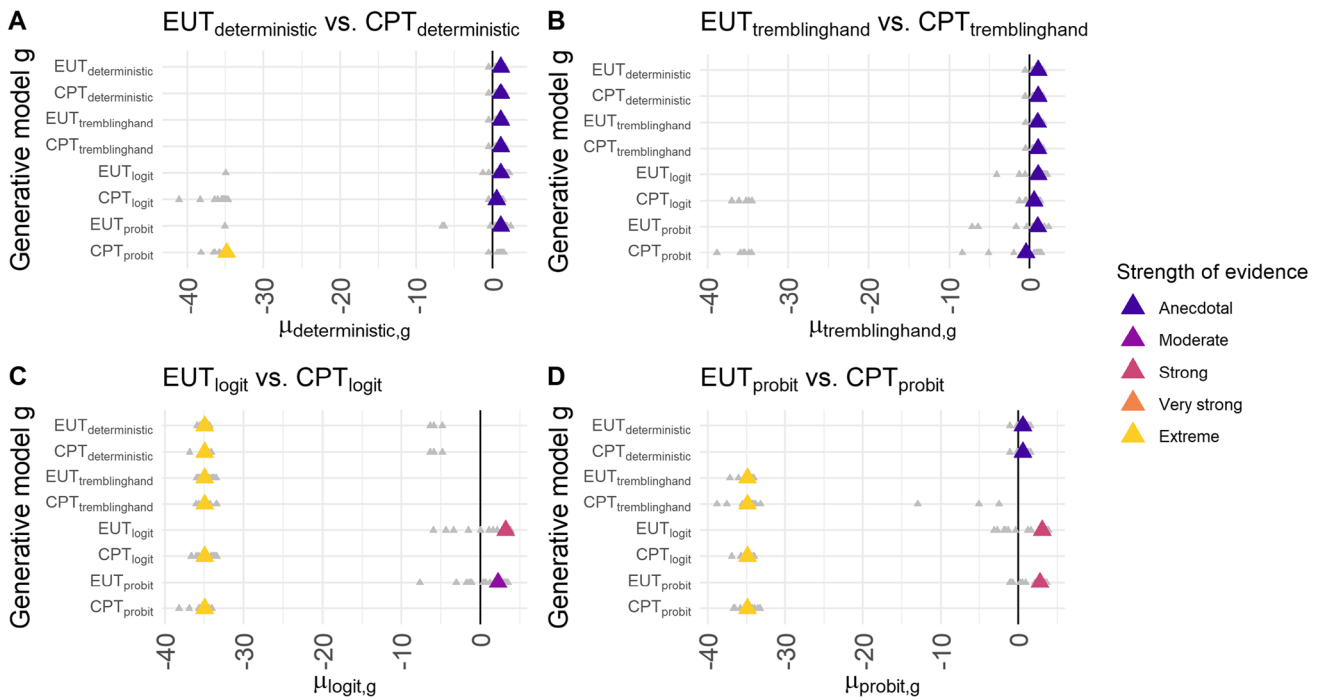 A
EUTdeterministic vs. CPTdeterministic
Generative model g
EUTdeterministic
CPTdeterministic
EUTtremblinghand
CPTtremblinghand
EUTlogit
CPTlogit
EUTprobit
CPTprobit
-40 -30 -20 -10 0
μdeterministic,g
B
EUTtremblinghand vs. CPTtremblinghand
Generative model g
EUTdeterministic
CPTdeterministic
EUTtremblinghand
CPTtremblinghand
EUTlogit
CPTlogit
EUTprobit
CPTprobit
-40 -30 -20 -10 0
μtremblinghand,g
C
EUTlogit vs. CPTlogit
Generative model g
EUTdeterministic
CPTdeterministic
EUTtremblinghand
CPTtremblinghand
EUTlogit
CPTlogit
EUTprobit
CPTprobit
-40 -30 -20 -10 0
μlogit,g
D
EUTprobit vs. CPTprobit
Generative model g
EUTdeterministic
CPTdeterministic
EUTtremblinghand
CPTtremblinghand
EUTlogit
CPTlogit
EUTprobit
CPTprobit
-40 -30 -20 -10 0
μprobit,g
Strength of evidence
Anecdotal
Moderate
Strong
Very strong
Extreme